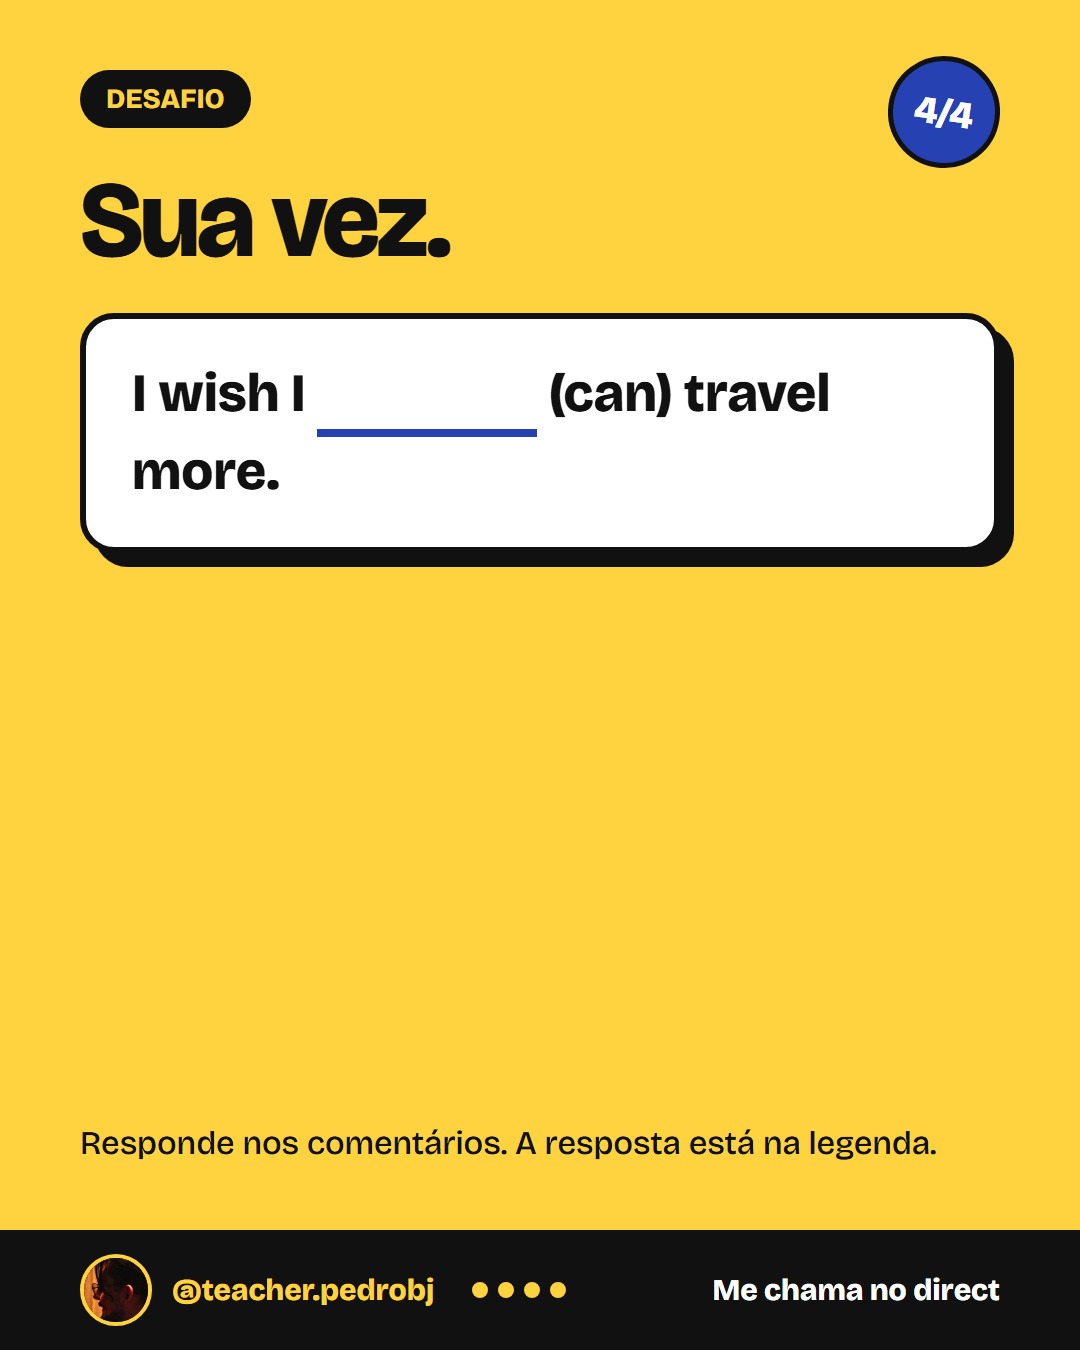 DESAFIO
4/4
Sua vez.
I wish I ________ (can) travel
more.
Responde nos comentários. A resposta está na legenda.
@teacher.pedrobj
Me chama no direct